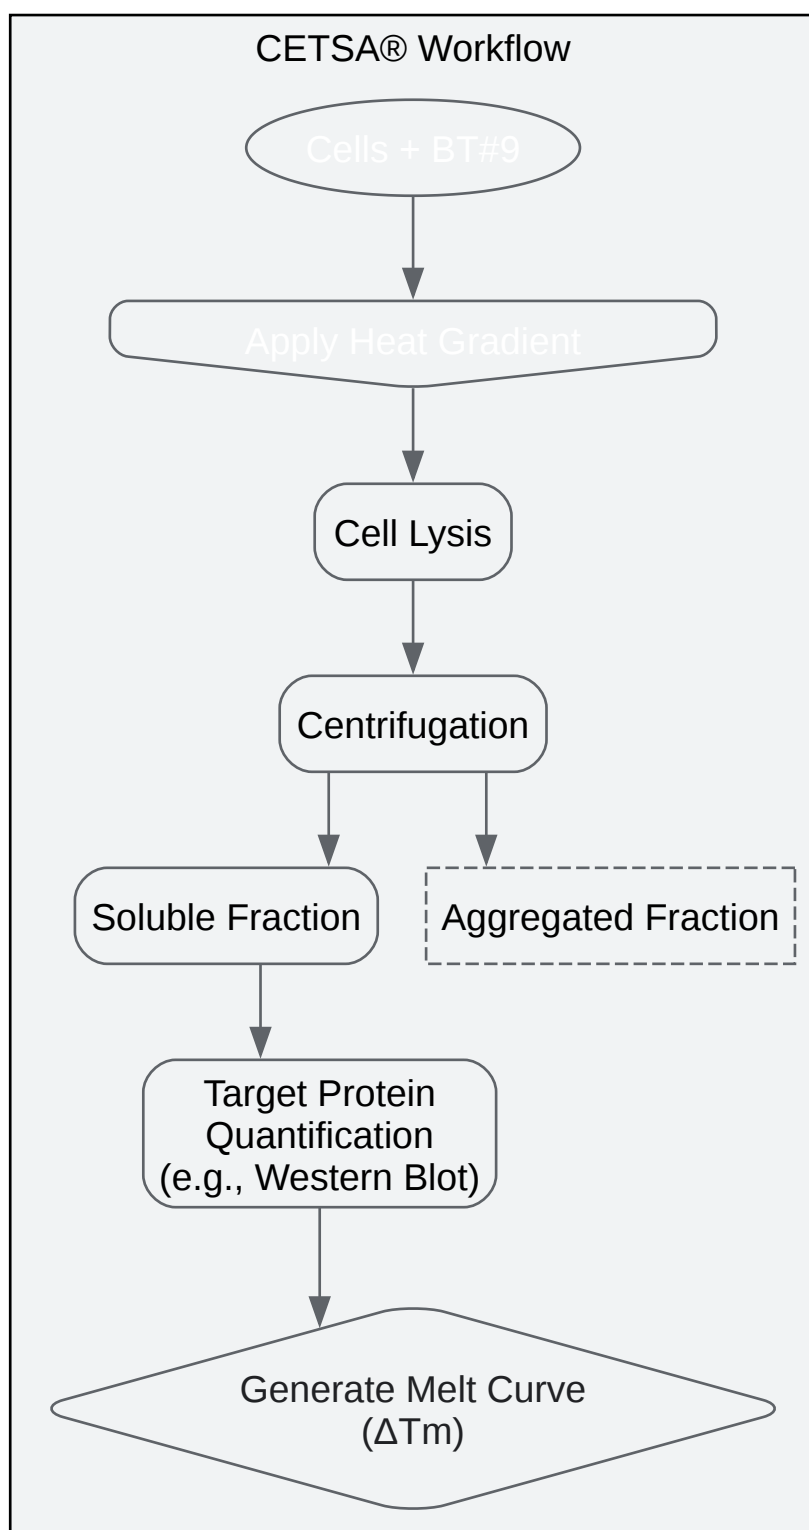 CETSA® Workflow
Cells + BT#9
Apply Heat Gradient
Cell Lysis
Centrifugation
Soluble Fraction
Aggregated Fraction
Target Protein
Quantification
(e.g., Western Blot)
Generate Melt Curve
(ΔTm)